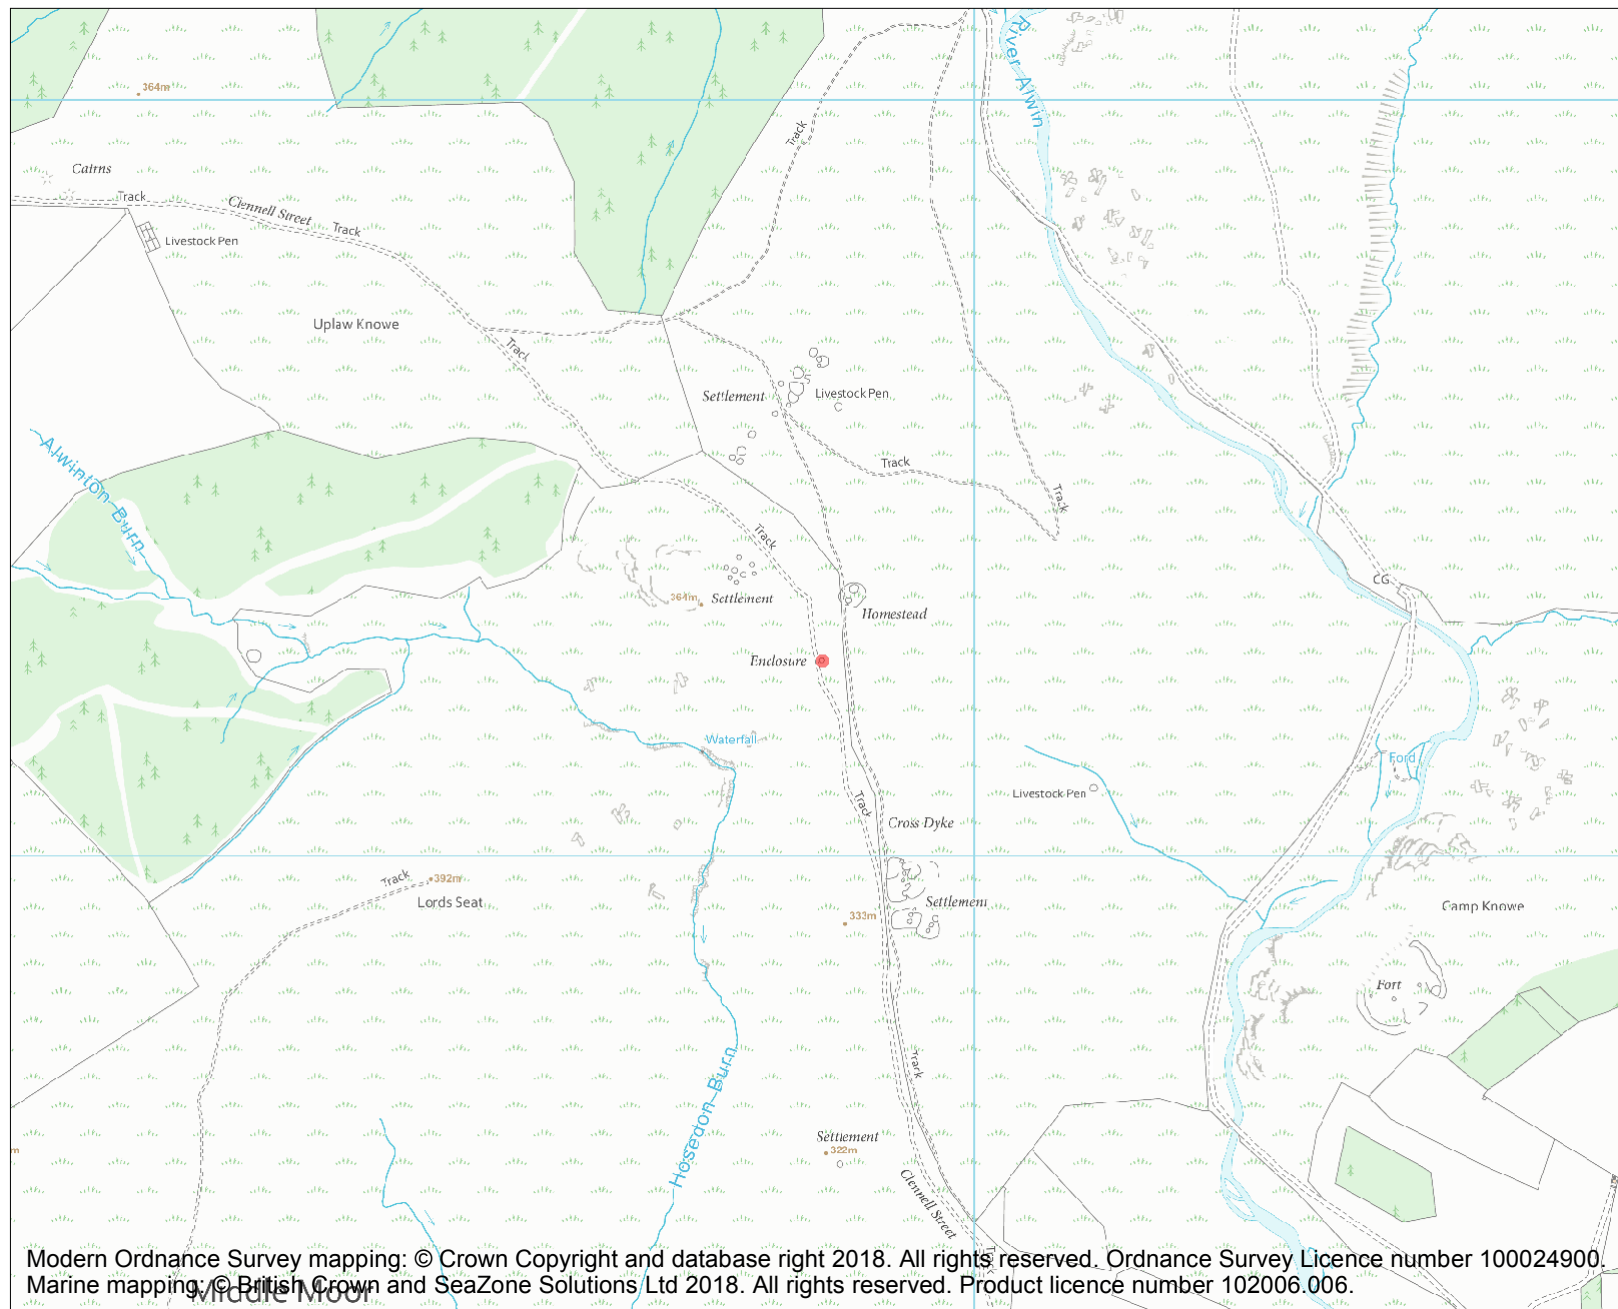 River Alwin
364m
Track
Cairns
Track
Clennell Street
Track
Livestock Pen
Uplaw Knowe
Track
Settlement
Livestock Pen
Alwinton Burn
Track
Track
Track
CG
364m
Settlement
Homestead
Enclosure
Waterfall
Ford
Livestock Pen
Track
Cross Dyke
Track
392m
Lords Seat
Settlement
Camp Knowe
333m
Fort
Track
Hosedon Burn
Settlement
322m
m
Clennell Street
Track
Modern Ordnance Survey mapping: © Crown Copyright and database right 2018. All rights reserved. Ordnance Survey Licence number 100024900.
Marine mapping: © British Crown and SeaZone Solutions Ltd 2018. All rights reserved. Product licence number 102006.006.
Middle Moor